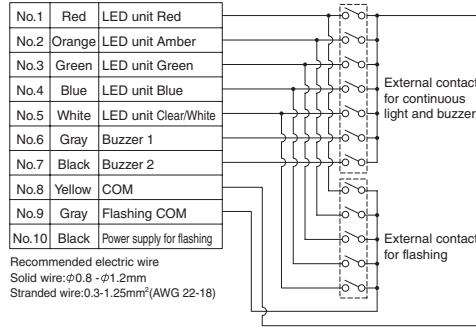 No.1 Red LED unit Red
No.2 Orange LED unit Amber
No.3 Green LED unit Green
No.4 Blue LED unit Blue
No.5 White LED unit Clear/White
No.6 Gray Buzzer 1
No.7 Black Buzzer 2
No.8 Yellow COM
No.9 Gray Flashing COM
No.10 Black Power supply for flashing
External contact
for continuous
light and buzzer
External contact
for flashing
Recommended electric wire
Solid wire:φ0.8 -φ1.2mm
Stranded wire:0.3-1.25mm²(AWG 22-18)